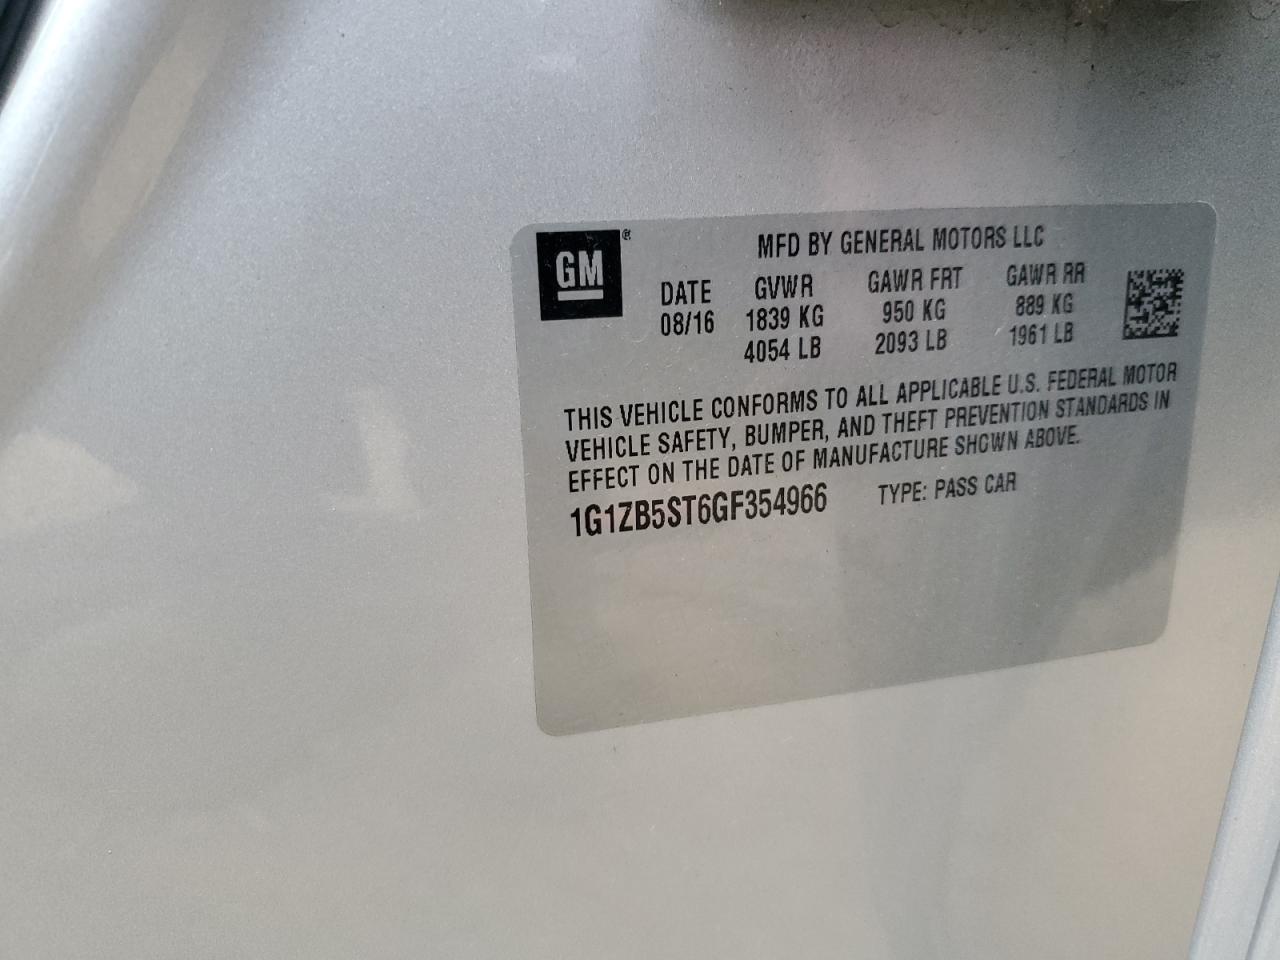 GM ®
MFD BY GENERAL MOTORS LLC
DATE GVWR GAWR FRT GAWR RR
08/16 1839 KG 950 KG 889 KG
4054 LB 2093 LB 1961 LB
THIS VEHICLE CONFORMS TO ALL APPLICABLE U.S. FEDERAL MOTOR
VEHICLE SAFETY, BUMPER, AND THEFT PREVENTION STANDARDS IN
EFFECT ON THE DATE OF MANUFACTURE SHOWN ABOVE.
1G1ZB5ST6GF354966 TYPE: PASS CAR